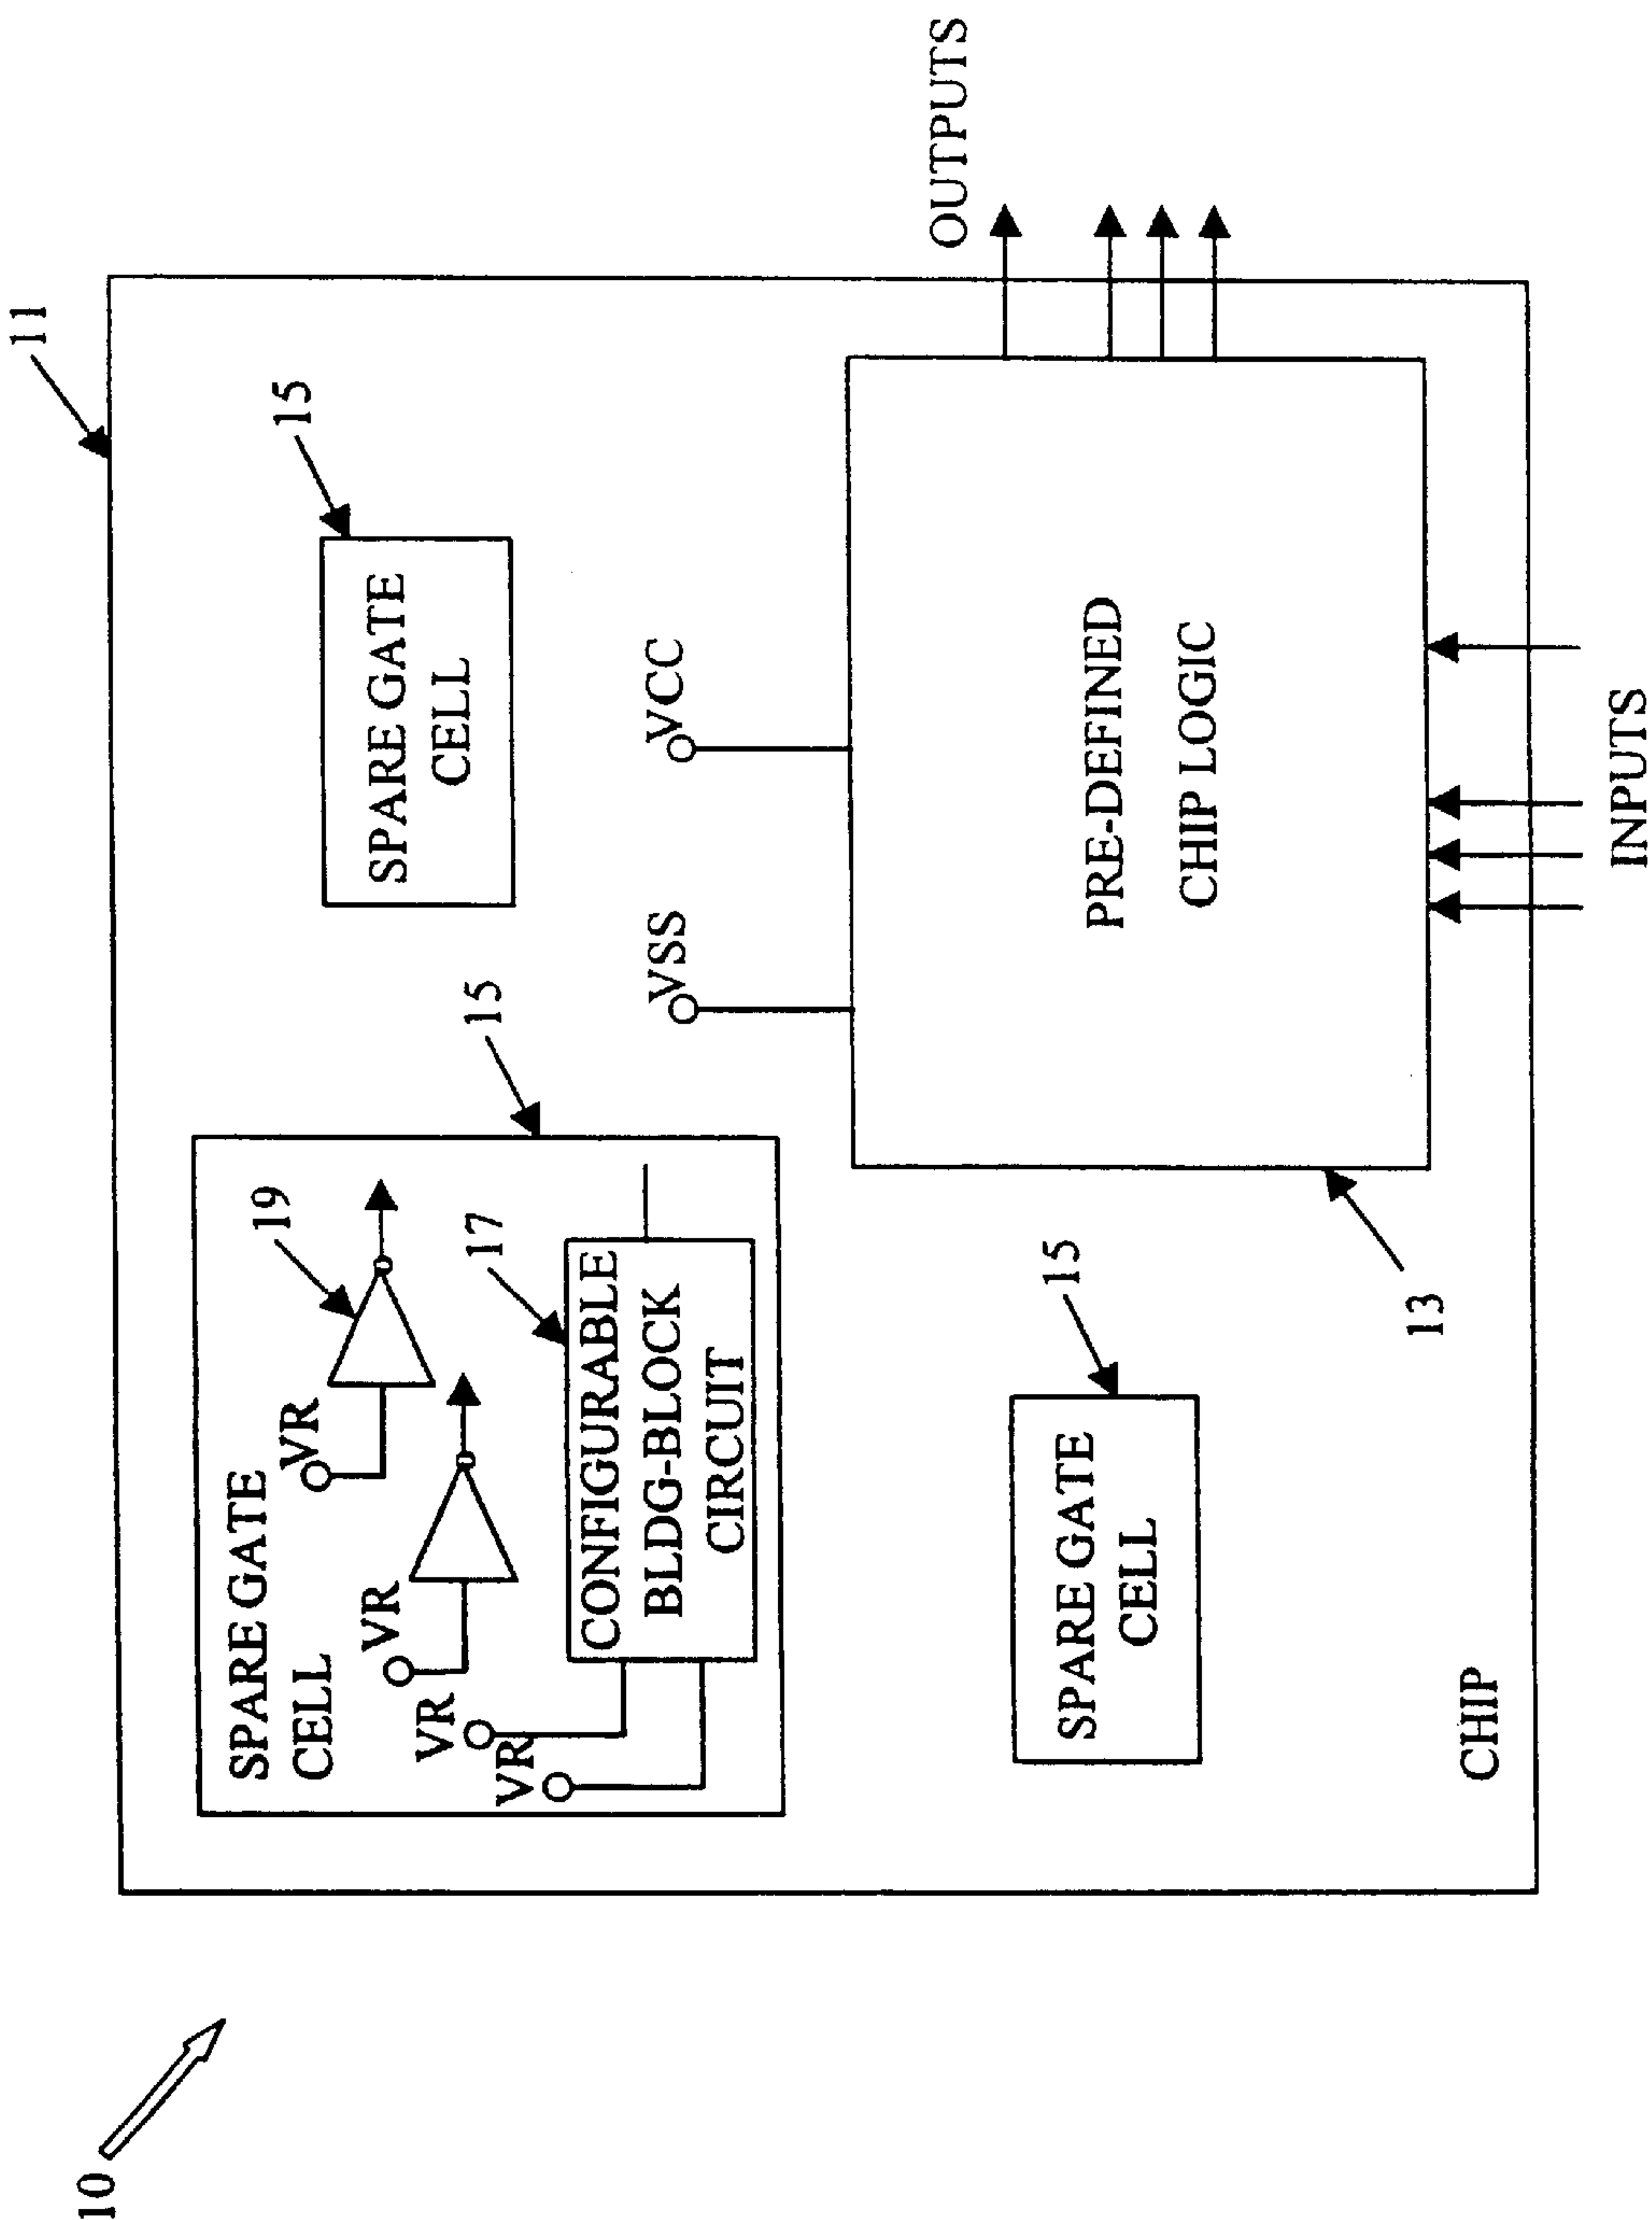 10
11
SPARE GATE
CELL
VR
19
VR
VR
VR
17
CONFIGURABLE
BLDG-BLOCK
CIRCUIT
15
SPARE GATE
CELL
15
VSS
VCC
PRE-DEFINED
CHIP LOGIC
13
OUTPUTS
SPARE GATE
CELL
15
CHIP
INPUTS